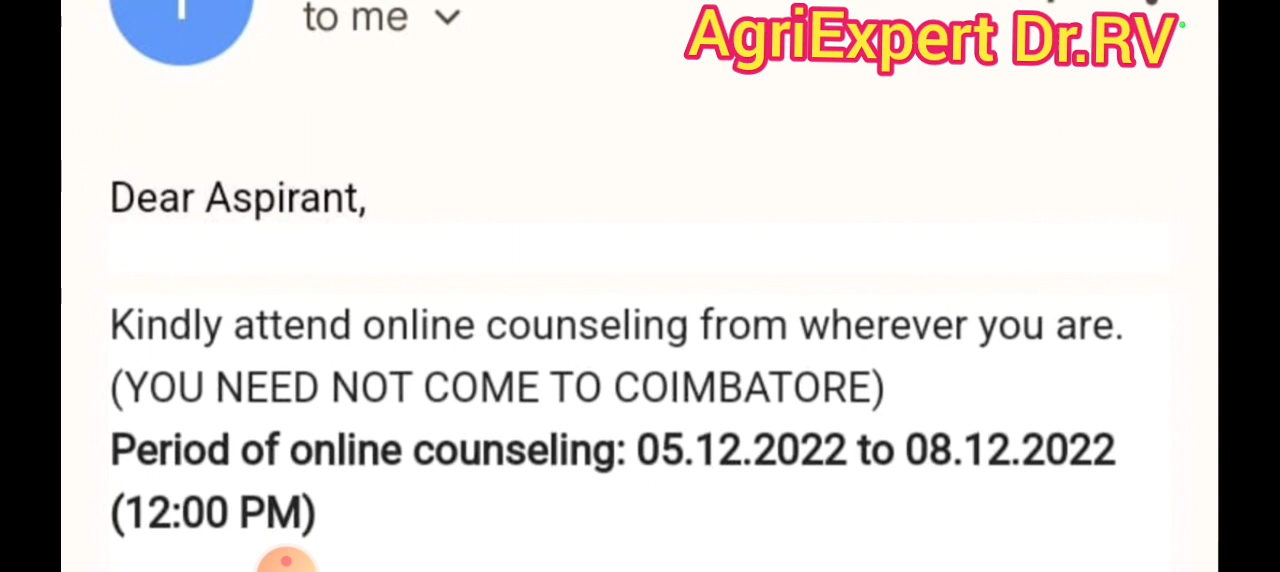 to me
AgriExpert Dr.RV
Dear Aspirant,
Kindly attend online counseling from wherever you are.
(YOU NEED NOT COME TO COIMBATORE)
Period of online counseling: 05.12.2022 to 08.12.2022
(12:00 PM)